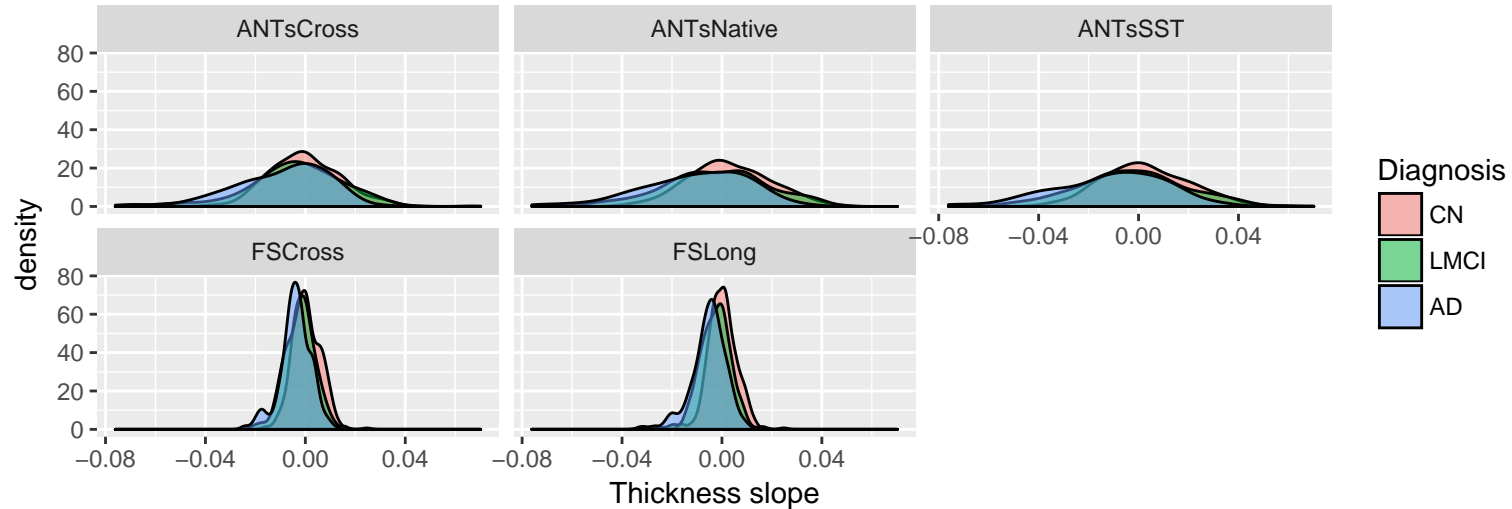 ANTsCross ANTsNative ANTsSST
80
60
40
20
0
−0.08 −0.04 0.00 0.04
FSCross FSLong
80
60
40
20
0
−0.08 −0.04 0.00 0.04 −0.08 −0.04 0.00 0.04
density
Thickness slope
Diagnosis
CN
LMCI
AD